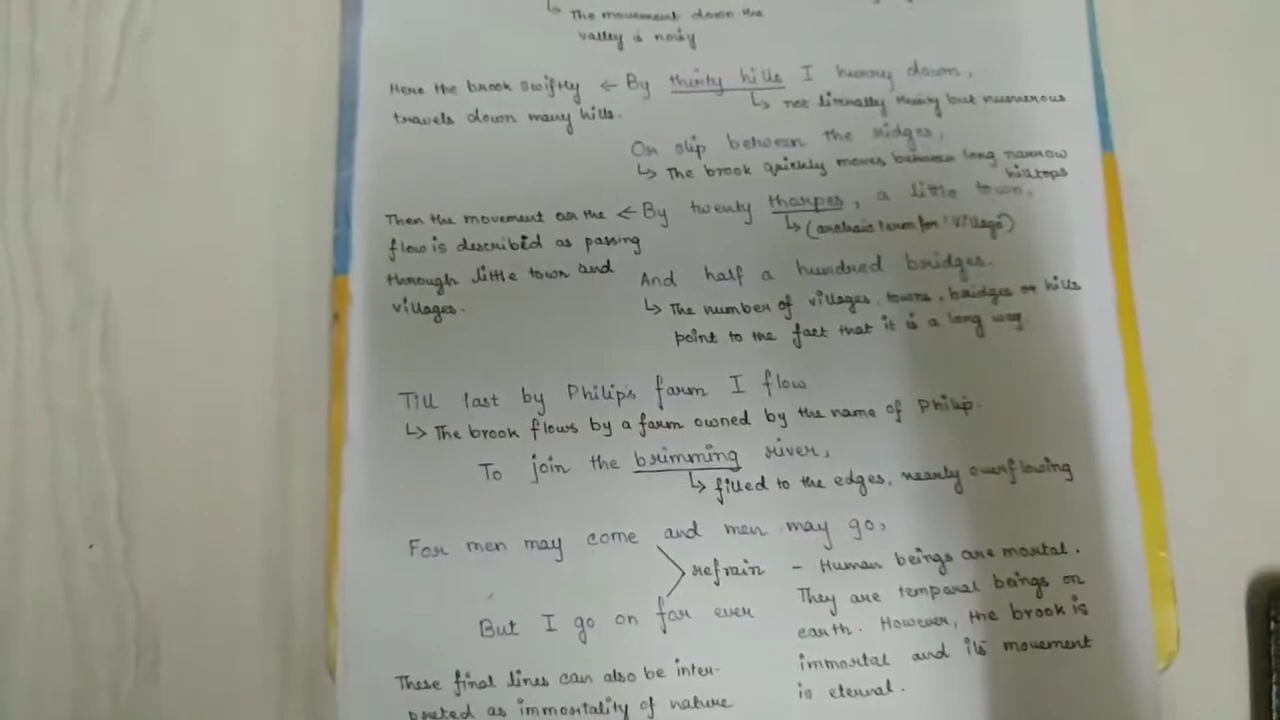 ↳ The movement down the
valley is noisy
Here the brook swiftly ← By thirty hills I hurry down,
travels down many hills.
↳ not literally thirty but numerous
Or slip between the ridges,
↳ The brook quickly moves between long narrow
hilltops
Then the movement or the ← By twenty thorpes, a little town,
flow is described as passing
↳ (archaic term for 'village')
through little town and
villages.
And half a hundred bridges.
↳ The number of villages, towns, bridges or hills
point to the fact that it is a long way
Till last by Philip's farm I flow
↳ The brook flows by a farm owned by the name of Philip.
To join the brimming river,
↳ filled to the edges, nearly overflowing
For men may come and men may go,
refrain - Human beings are mortal.
They are temporal beings on
But I go on for ever
earth. However, the brook is
immortal and its movement
is eternal.
These final lines can also be inter-
preted as immortality of nature